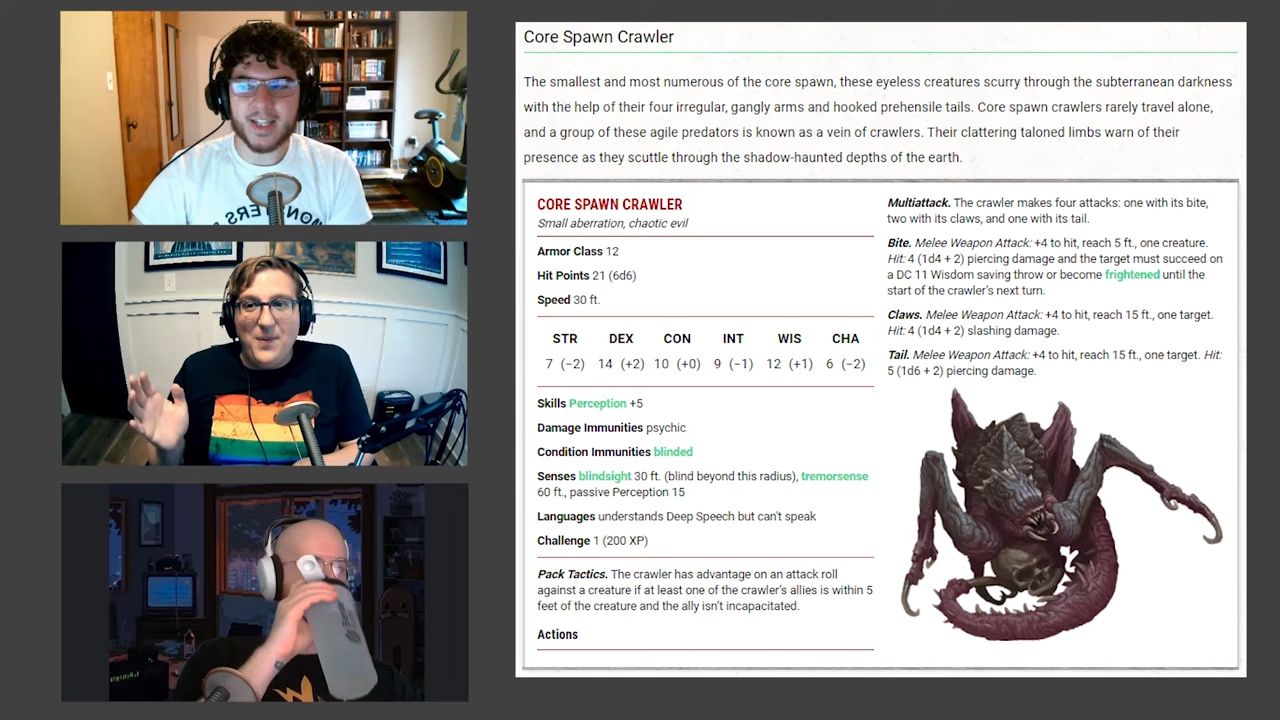 Core Spawn Crawler
The smallest and most numerous of the core spawn, these eyeless creatures scurry through the subterranean darkness
with the help of their four irregular, gangly arms and hooked prehensile tails. Core spawn crawlers rarely travel alone,
and a group of these agile predators is known as a vein of crawlers. Their clattering taloned limbs warn of their
presence as they scuttle through the shadow-haunted depths of the earth.
CORE SPAWN CRAWLER
Small aberration, chaotic evil
Armor Class 12
Hit Points 21 (6d6)
Speed 30 ft.
STR DEX CON INT WIS CHA
7 (−2) 14 (+2) 10 (+0) 9 (−1) 12 (+1) 6 (−2)
Skills Perception +5
Damage Immunities psychic
Condition Immunities blinded
Senses blindsight 30 ft. (blind beyond this radius), tremorsense
60 ft., passive Perception 15
Languages understands Deep Speech but can't speak
Challenge 1 (200 XP)
Pack Tactics. The crawler has advantage on an attack roll
against a creature if at least one of the crawler's allies is within 5
feet of the creature and the ally isn't incapacitated.
Actions
Multiattack. The crawler makes four attacks: one with its bite,
two with its claws, and one with its tail.
Bite. Melee Weapon Attack: +4 to hit, reach 5 ft., one creature.
Hit: 4 (1d4 + 2) piercing damage and the target must succeed on
a DC 11 Wisdom saving throw or become frightened until the
start of the crawler's next turn.
Claws. Melee Weapon Attack: +4 to hit, reach 15 ft., one target.
Hit: 4 (1d4 + 2) slashing damage.
Tail. Melee Weapon Attack: +4 to hit, reach 15 ft., one target. Hit:
5 (1d6 + 2) piercing damage.